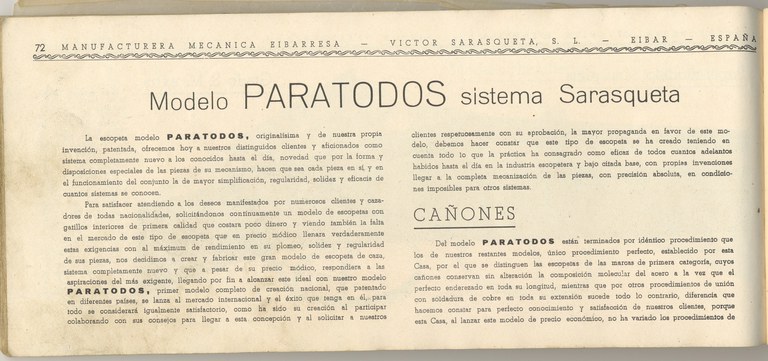 72 MANUFACTURERA MECANICA EIBARRESA — VICTOR SARASQUETA, S. L. — EIBAR — ESPAÑA
Modelo PARATODOS sistema Sarasqueta
La escopeta modelo PARATODOS, originalísima y de nuestra propia
invención, patentada, ofrecemos hoy a nuestros distinguidos clientes y aficionados como
sistema completamente nuevo a los conocidos hasta el día, novedad que por la forma y
disposiciones especiales de las piezas de su mecanismo, hacen que sea cada pieza en sí, y en
el funcionamiento del conjunto la de mayor simplificación, regularidad, solidez y eficacia de
cuantos sistemas se conocen.
Para satisfacer atendiendo a los deseos manifestados por numerosos clientes y caza-
dores de todas nacionalidades, solicitándonos continuamente un modelo de escopetas con
gatillos interiores de primera calidad que costara poco dinero y viendo también la falta
en el mercado de este tipo de escopeta que en precio módico llenara verdaderamente
estas exigencias con al máximum de rendimiento en su plomeo, solidez y regularidad
de sus piezas, nos decidimos a crear y fabricar este gran modelo de escopeta de caza,
sistema completamente nuevo y que a pesar de su precio módico, respondiera a las
aspiraciones del más exigente, llegando por fin a alcanzar este ideal con nuestro modelo
PARATODOS, primer modelo completo de creación nacional, que patentado
en diferentes países, se lanza al mercado internacional y el éxito que tenga en él, para
todo se considerará igualmente satisfactorio, como ha sido su creación al participar
colaborando con sus consejos para llegar a esta concepción y al solicitar a nuestros
clientes respetuosamente con su aprobación, la mayor propaganda en favor de este mo-
delo, debemos hacer constar que este tipo de escopeta se ha creado teniendo en
cuenta todo lo que la práctica ha consagrado como eficaz de todos cuantos adelantos
habidos hasta el día en la industria escopetera y bajo citada base, con propias invenciones
llegar a la completa mecanización de las piezas, con precisión absoluta, en condicio-
nes imposibles para otros sistemas.
CAÑONES
Del modelo PARATODOS están terminados por idéntico procedimiento que
los de nuestros restantes modelos, único procedimiento perfecto, establecido por esta
Casa, por el que se distinguen las escopetas de las marcas de primera categoría, cuyos
cañones conservan sin alteración la composición molecular del acero a la vez que el
perfecto enderezado en toda su longitud, mientras que por otros procedimientos de unión
con soldadura de cobre en toda su extensión sucede todo lo contrario, diferencia que
hacemos constar para perfecto conocimiento y satisfacción de nuestros clientes, porque
esta Casa, al lanzar este modelo de precio económico, no ha variado los procedimientos de